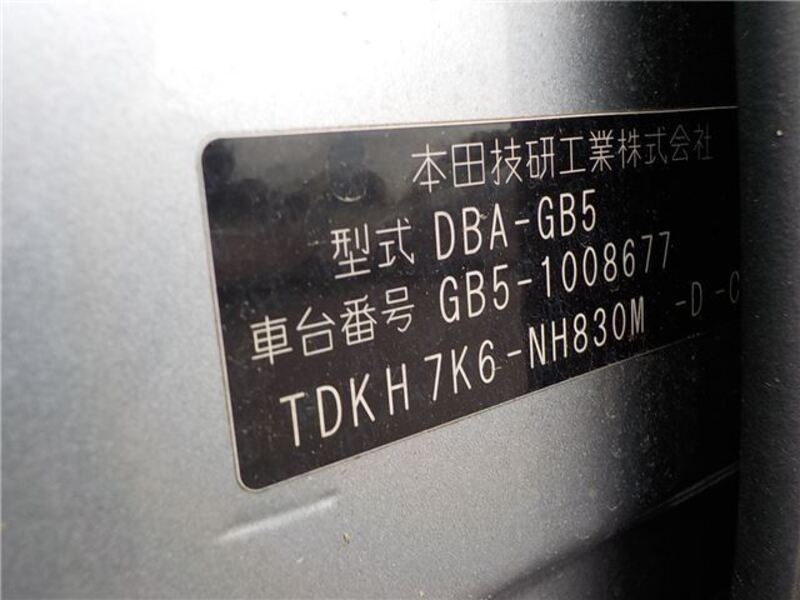 本田技研工業株式会社
型式 DBA-GB5
車台番号 GB5-1008677
TDKH 7K6-NH830M -D -C